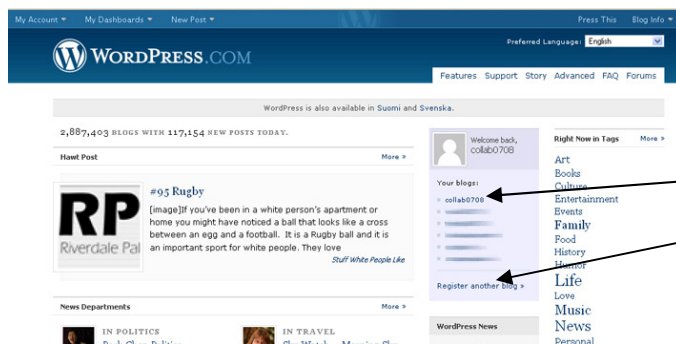 My Account My Dashboards New Post Press This Blog Info
Preferred Language: English
WORDPRESS.COM
Features Support Story Advanced FAQ Forums
WordPress is also available in Suomi and Svenska.
2,887,403 BLOGS WITH 117,154 NEW POSTS TODAY.
Hawt Post More »
RP
Riverdale Pal
#95 Rugby
[image]If you've been in a white person's apartment or
home you might have noticed a ball that looks like a cross
between an egg and a football. It is a Rugby ball and it is
an important sport for white people. They love
Stuff White People Like
News Departments More »
IN POLITICS
IN TRAVEL
Welcome back,
collab0708
Your blogs:
collab0708
Register another blog »
WordPress News
Right Now in Tags More »
Art
Books
Culture
Entertainment
Events
Family
Food
History
Humor
Life
Love
Music
News
Personal